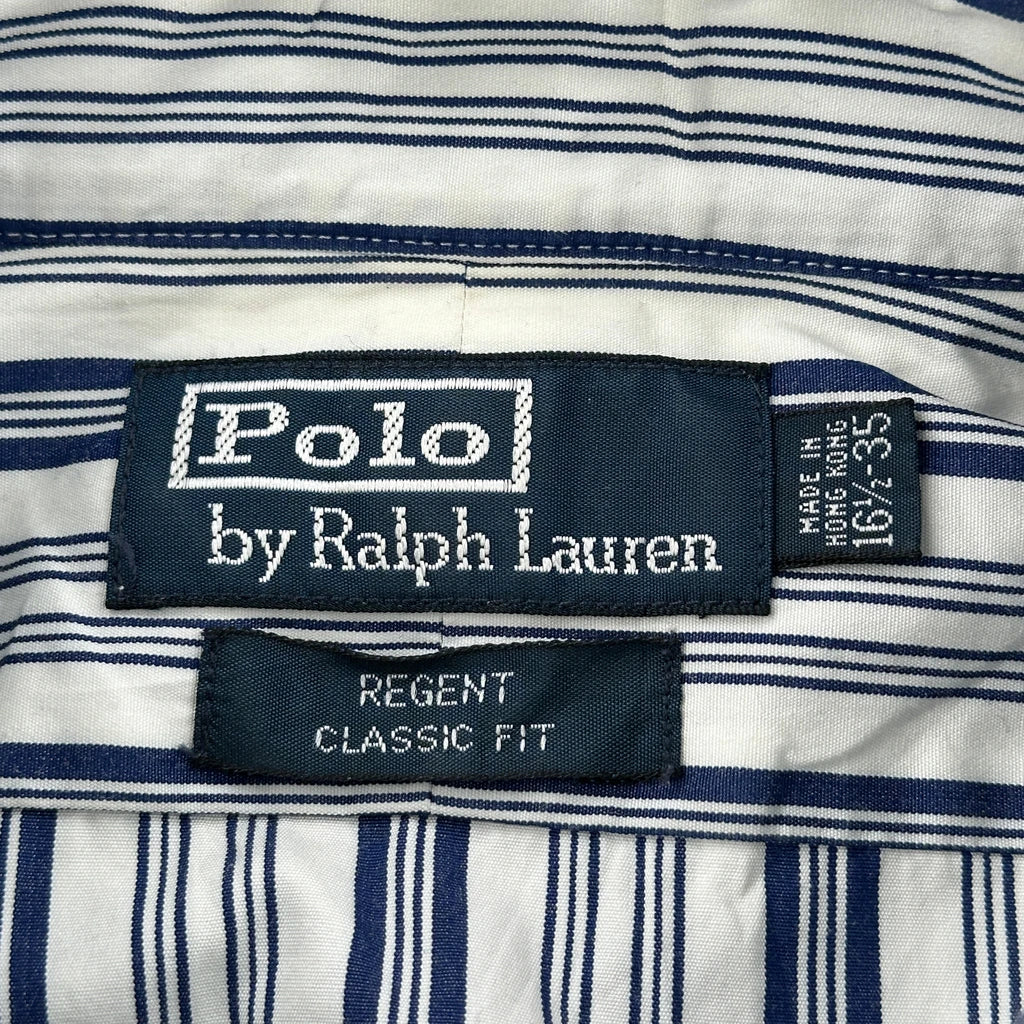 Polo
by Ralph Lauren
MADE IN
HONG KONG
16½-35
REGENT
CLASSIC FIT